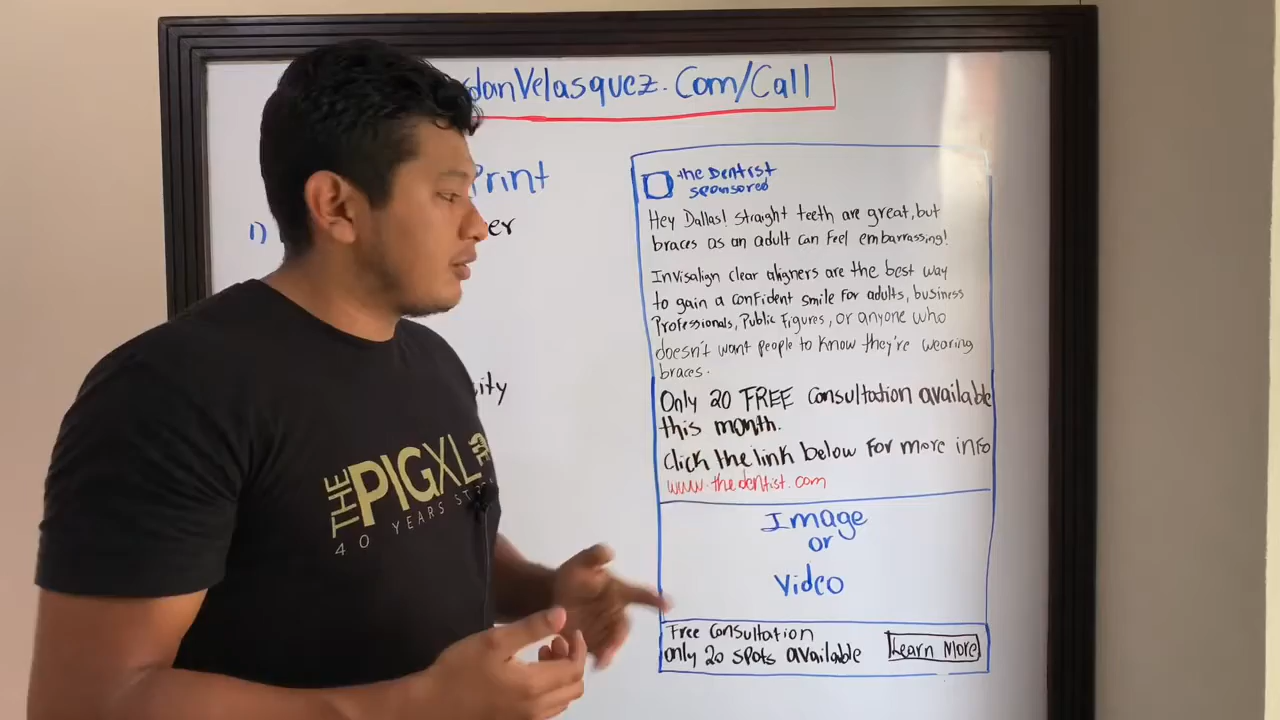 danVelasquez.Com/Call
Print
1)
er
ity
the Dentist
sponsored
Hey Dallas! straight teeth are great, but
braces as an adult can feel embarrassing!
Invisalign clear aligners are the best way
to gain a confident smile for adults, business
Professionals, Public Figures, or anyone who
doesn't want people to know they're wearing
braces.
Only 20 FREE consultation available
this month.
Click the link below for more info
www.thedentist.com
Image
or
Video
Free Consultation
only 20 spots available
Learn More
THE PIGXL
40 YEARS